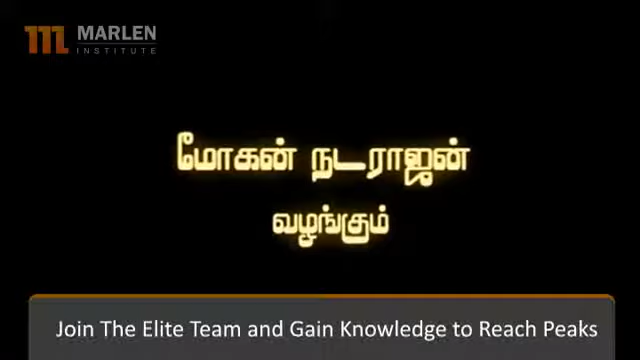 MARLEN
INSTITUTE
மோகன் நடராஜன்
வழங்கும்
Join The Elite Team and Gain Knowledge to Reach Peaks